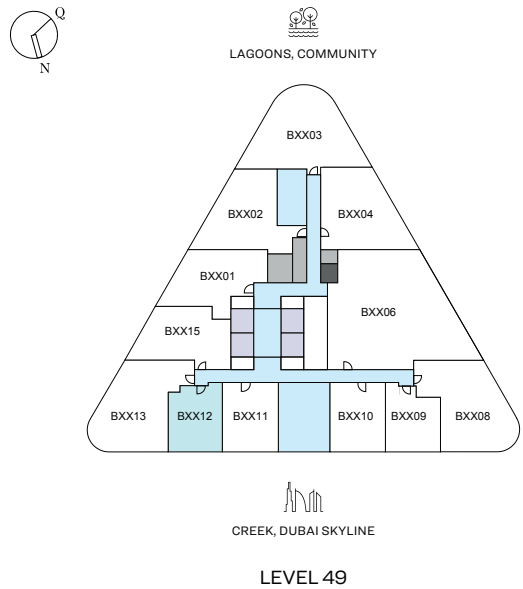 Q
N
LAGOONS, COMMUNITY
BXX03
BXX02
BXX04
BXX01
BXX06
BXX15
BXX13
BXX12
BXX11
BXX10
BXX09
BXX08
CREEK, DUBAI SKYLINE
LEVEL 49